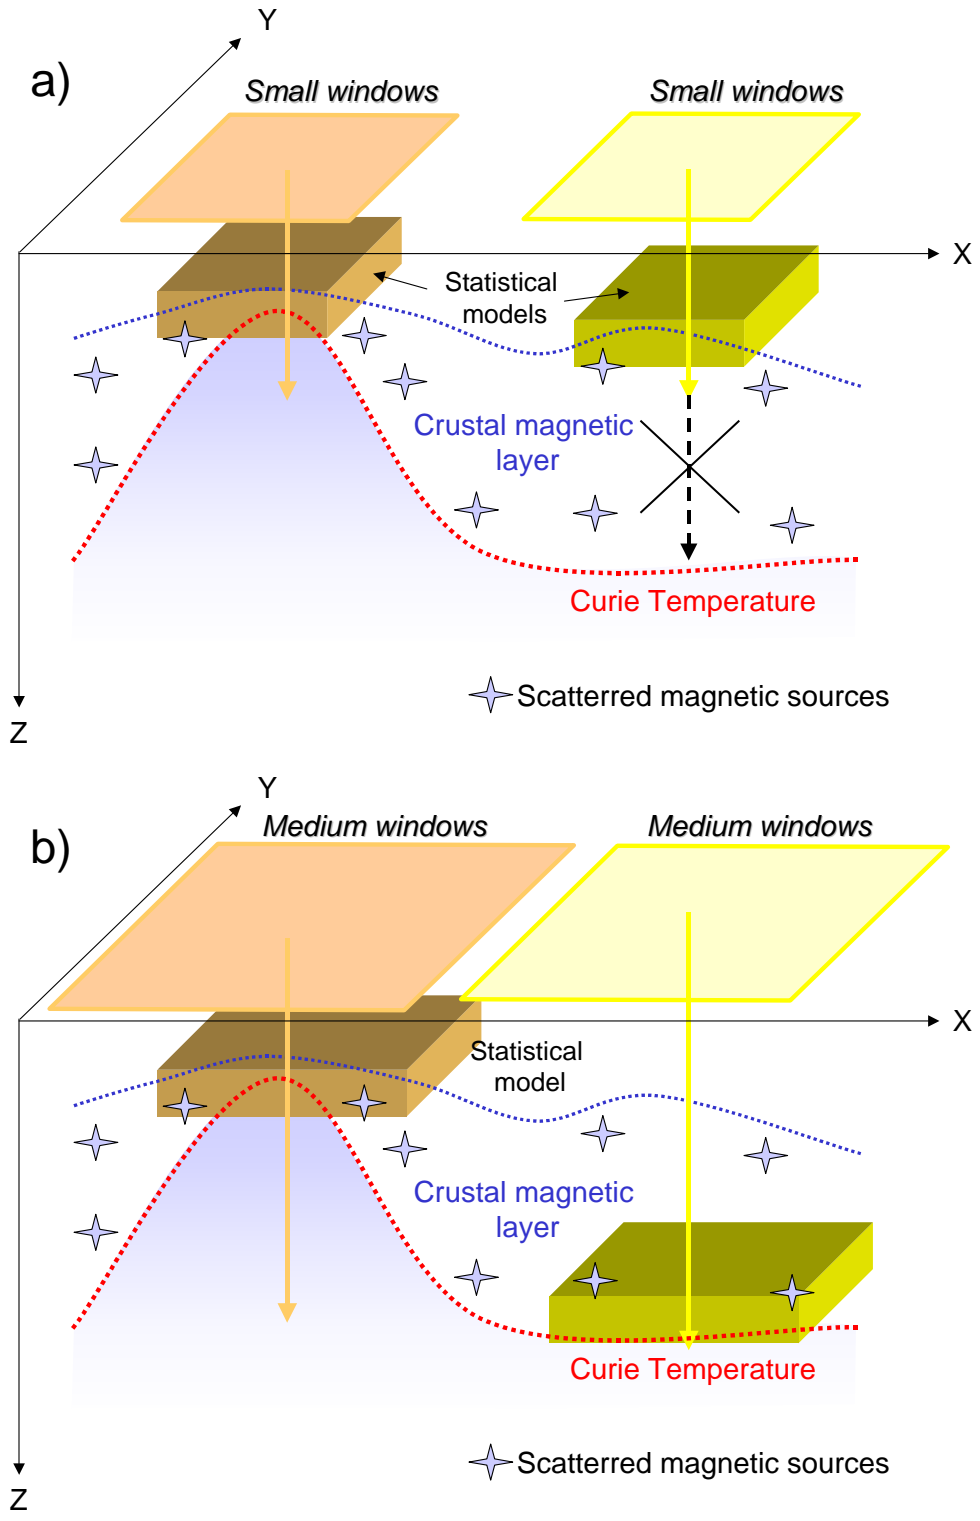 Y
a)
Small windows
Small windows
X
Statistical
models
Crustal magnetic
layer
Curie Temperature
Scatterred magnetic sources
Z
Y
b)
Medium windows
Medium windows
X
Statistical
model
Crustal magnetic
layer
Curie Temperature
Scatterred magnetic sources
Z